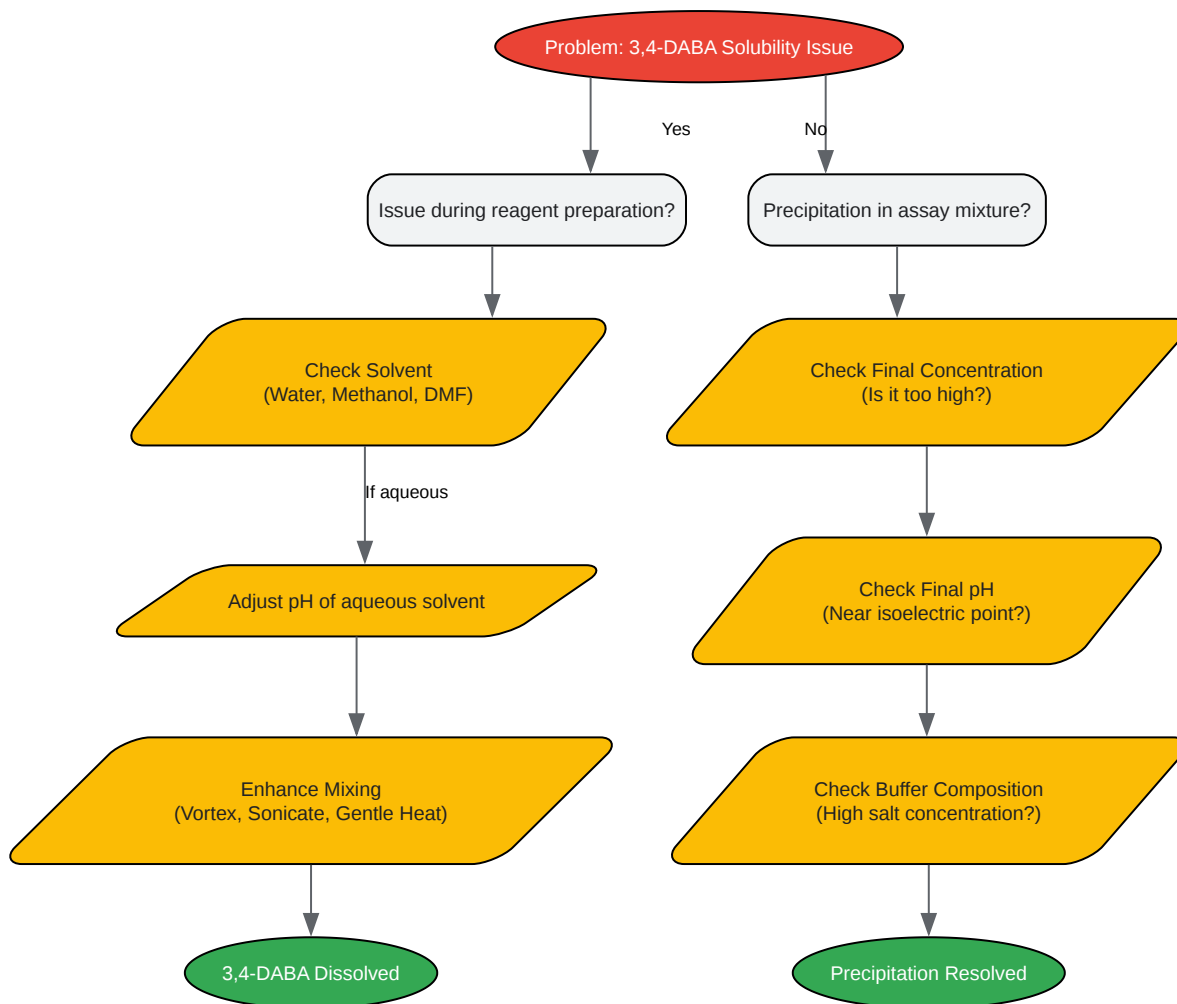 Problem: 3,4-DABA Solubility Issue
Yes
No
Issue during reagent preparation?
Precipitation in assay mixture?
Check Solvent
(Water, Methanol, DMF)
Check Final Concentration
(Is it too high?)
If aqueous
Adjust pH of aqueous solvent
Check Final pH
(Near isoelectric point?)
Enhance Mixing
(Vortex, Sonicate, Gentle Heat)
Check Buffer Composition
(High salt concentration?)
3,4-DABA Dissolved
Precipitation Resolved